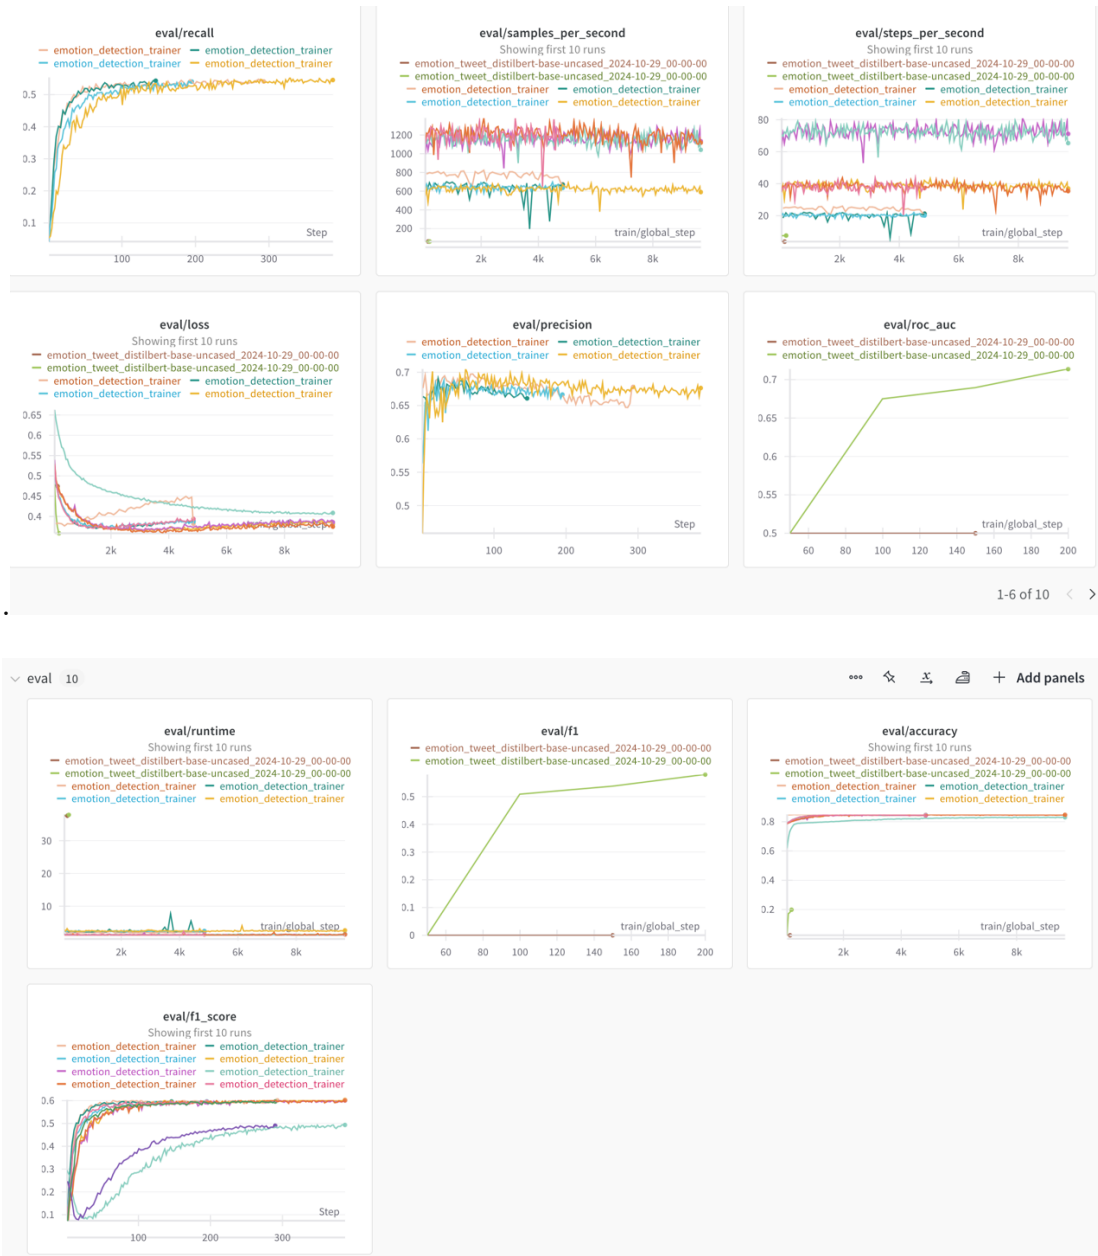 eval/recall
emotion_detection_trainer emotion_detection_trainer
emotion_detection_trainer emotion_detection_trainer
0.5
0.4
0.3
0.2
0.1
Step
100 200 300
eval/samples_per_second
Showing first 10 runs
emotion_tweet_distilbert-base-uncased_2024-10-29_00-00-00
emotion_tweet_distilbert-base-uncased_2024-10-29_00-00-00
emotion_detection_trainer emotion_detection_trainer
emotion_detection_trainer emotion_detection_trainer
1200
1000
800
600
400
200
train/global_step
2k 4k 6k 8k
eval/steps_per_second
Showing first 10 runs
emotion_tweet_distilbert-base-uncased_2024-10-29_00-00-00
emotion_tweet_distilbert-base-uncased_2024-10-29_00-00-00
emotion_detection_trainer emotion_detection_trainer
emotion_detection_trainer emotion_detection_trainer
80
60
40
20
train/global_step
2k 4k 6k 8k
eval/loss
Showing first 10 runs
emotion_tweet_distilbert-base-uncased_2024-10-29_00-00-00
emotion_tweet_distilbert-base-uncased_2024-10-29_00-00-00
emotion_detection_trainer emotion_detection_trainer
emotion_detection_trainer emotion_detection_trainer
0.65
0.6
0.55
0.5
0.45
0.4
train/global_step
2k 4k 6k 8k
eval/precision
emotion_detection_trainer emotion_detection_trainer
emotion_detection_trainer emotion_detection_trainer
0.7
0.65
0.6
0.55
0.5
Step
100 200 300
eval/roc_auc
emotion_tweet_distilbert-base-uncased_2024-10-29_00-00-00
emotion_tweet_distilbert-base-uncased_2024-10-29_00-00-00
0.7
0.65
0.6
0.55
0.5
train/global_step
60 80 100 120 140 160 180 200
1-6 of 10
.
eval 10
Add panels
eval/runtime
Showing first 10 runs
emotion_tweet_distilbert-base-uncased_2024-10-29_00-00-00
emotion_tweet_distilbert-base-uncased_2024-10-29_00-00-00
emotion_detection_trainer emotion_detection_trainer
emotion_detection_trainer emotion_detection_trainer
30
20
10
train/global_step
2k 4k 6k 8k
eval/f1
emotion_tweet_distilbert-base-uncased_2024-10-29_00-00-00
emotion_tweet_distilbert-base-uncased_2024-10-29_00-00-00
0.5
0.4
0.3
0.2
0.1
0
train/global_step
60 80 100 120 140 160 180 200
eval/accuracy
Showing first 10 runs
emotion_tweet_distilbert-base-uncased_2024-10-29_00-00-00
emotion_tweet_distilbert-base-uncased_2024-10-29_00-00-00
emotion_detection_trainer emotion_detection_trainer
emotion_detection_trainer emotion_detection_trainer
0.8
0.6
0.4
0.2
train/global_step
2k 4k 6k 8k
eval/f1_score
Showing first 10 runs
emotion_detection_trainer emotion_detection_trainer
emotion_detection_trainer emotion_detection_trainer
emotion_detection_trainer emotion_detection_trainer
emotion_detection_trainer emotion_detection_trainer
0.6
0.5
0.4
0.3
0.2
0.1
Step
100 200 300